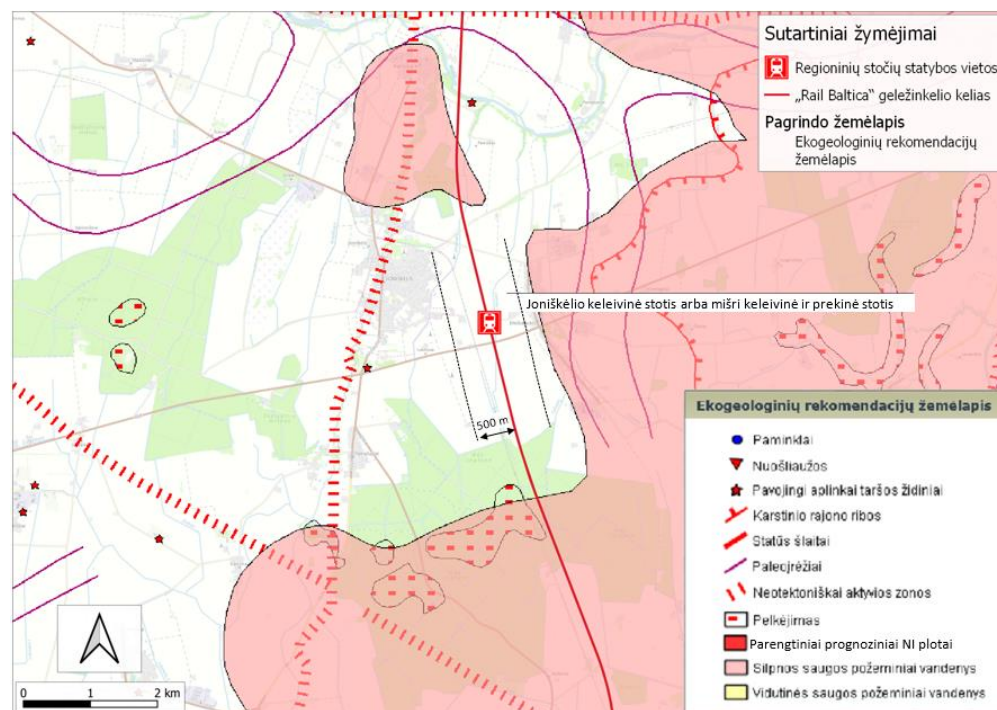 Sutartiniai žymėjimai
Regioninių stočių statybos vietos
„Rail Baltica“ geležinkelio kelias
Pagrindo žemėlapis
Ekogeologinių rekomendacijų
žemėlapis
Joniškėlio keleivinė stotis arba mišri keleivinė ir prekinė stotis
500 m
Ekogeologinių rekomendacijų žemėlapis
Paminklai
Nuošliaužos
Pavojingi aplinkai taršos židiniai
Karstinio rajono ribos
Statūs šlaitai
Paleojrėžiai
Neotektoniškai aktyvios zonos
Pelkėjimas
Parengtiniai prognoziniai NI plotai
Silpnos saugos požeminiai vandenys
Vidutinės saugos požeminiai vandenys
0 1 2 km